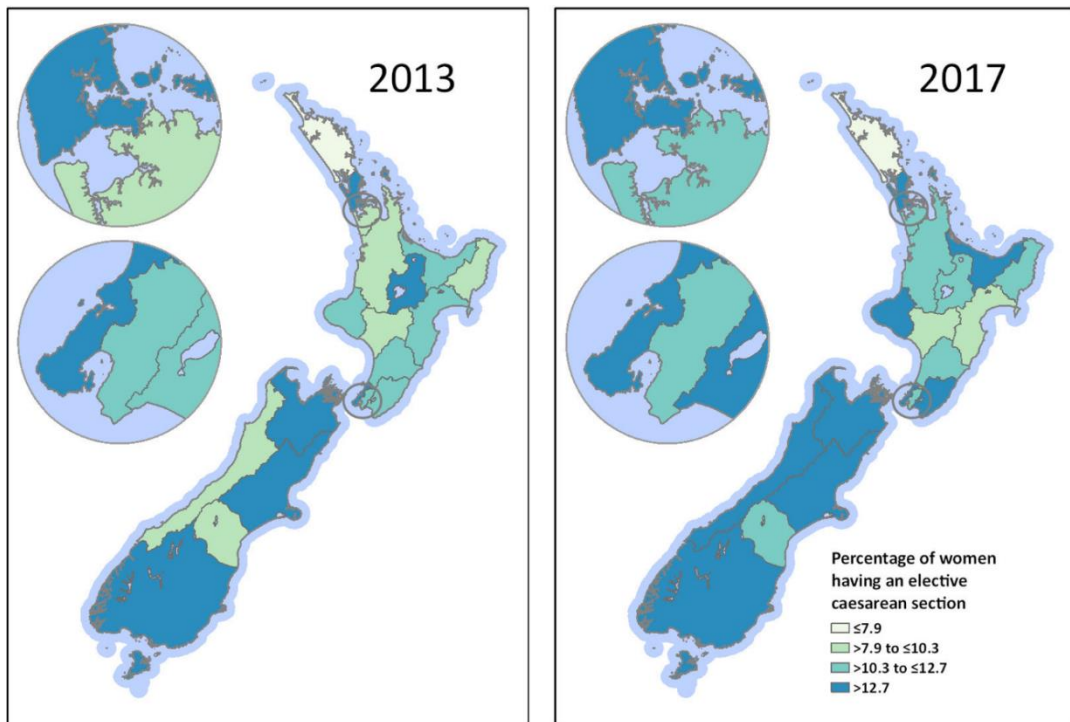 2013
2017
Percentage of women
having an elective
caesarean section
≤7.9
>7.9 to ≤10.3
>10.3 to ≤12.7
>12.7